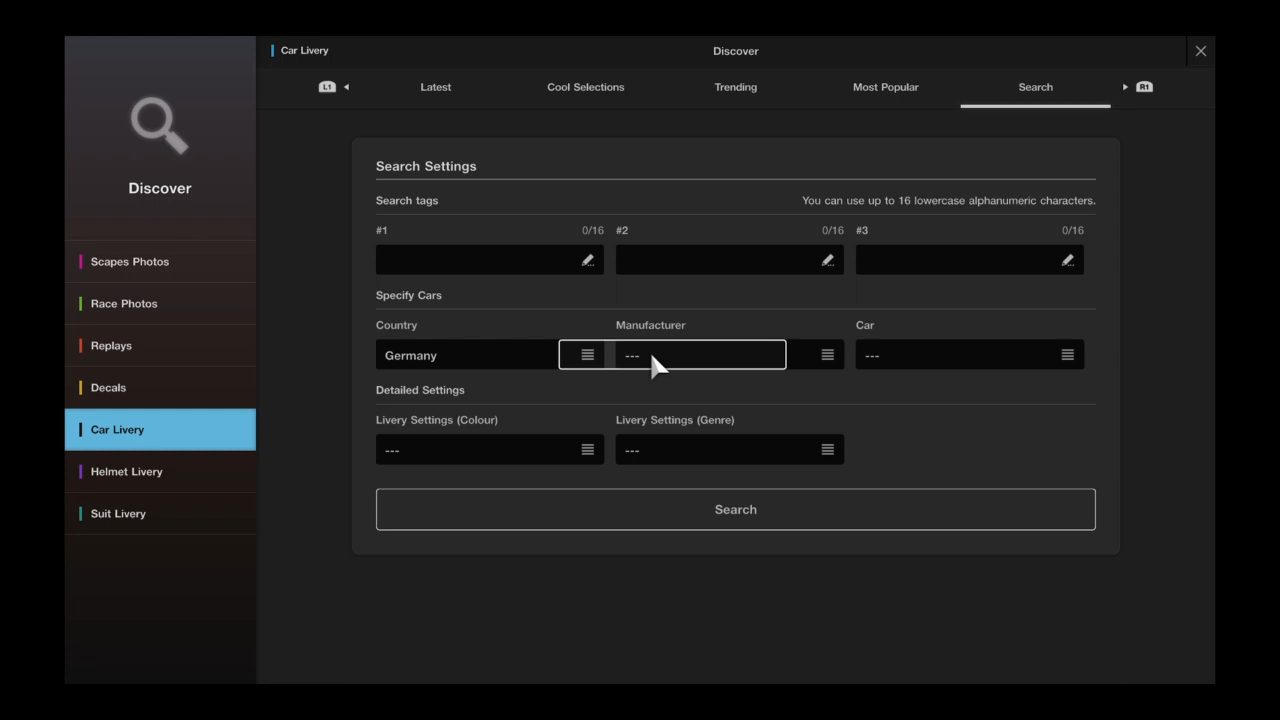 Car Livery
Discover
L1 Latest Cool Selections Trending Most Popular Search R1
Discover
Scapes Photos
Race Photos
Replays
Decals
Car Livery
Helmet Livery
Suit Livery
Search Settings
Search tags You can use up to 16 lowercase alphanumeric characters.
#1 0/16 #2 0/16 #3 0/16
Specify Cars
Country Manufacturer Car
Germany --- ---
Detailed Settings
Livery Settings (Colour) Livery Settings (Genre)
--- ---
Search